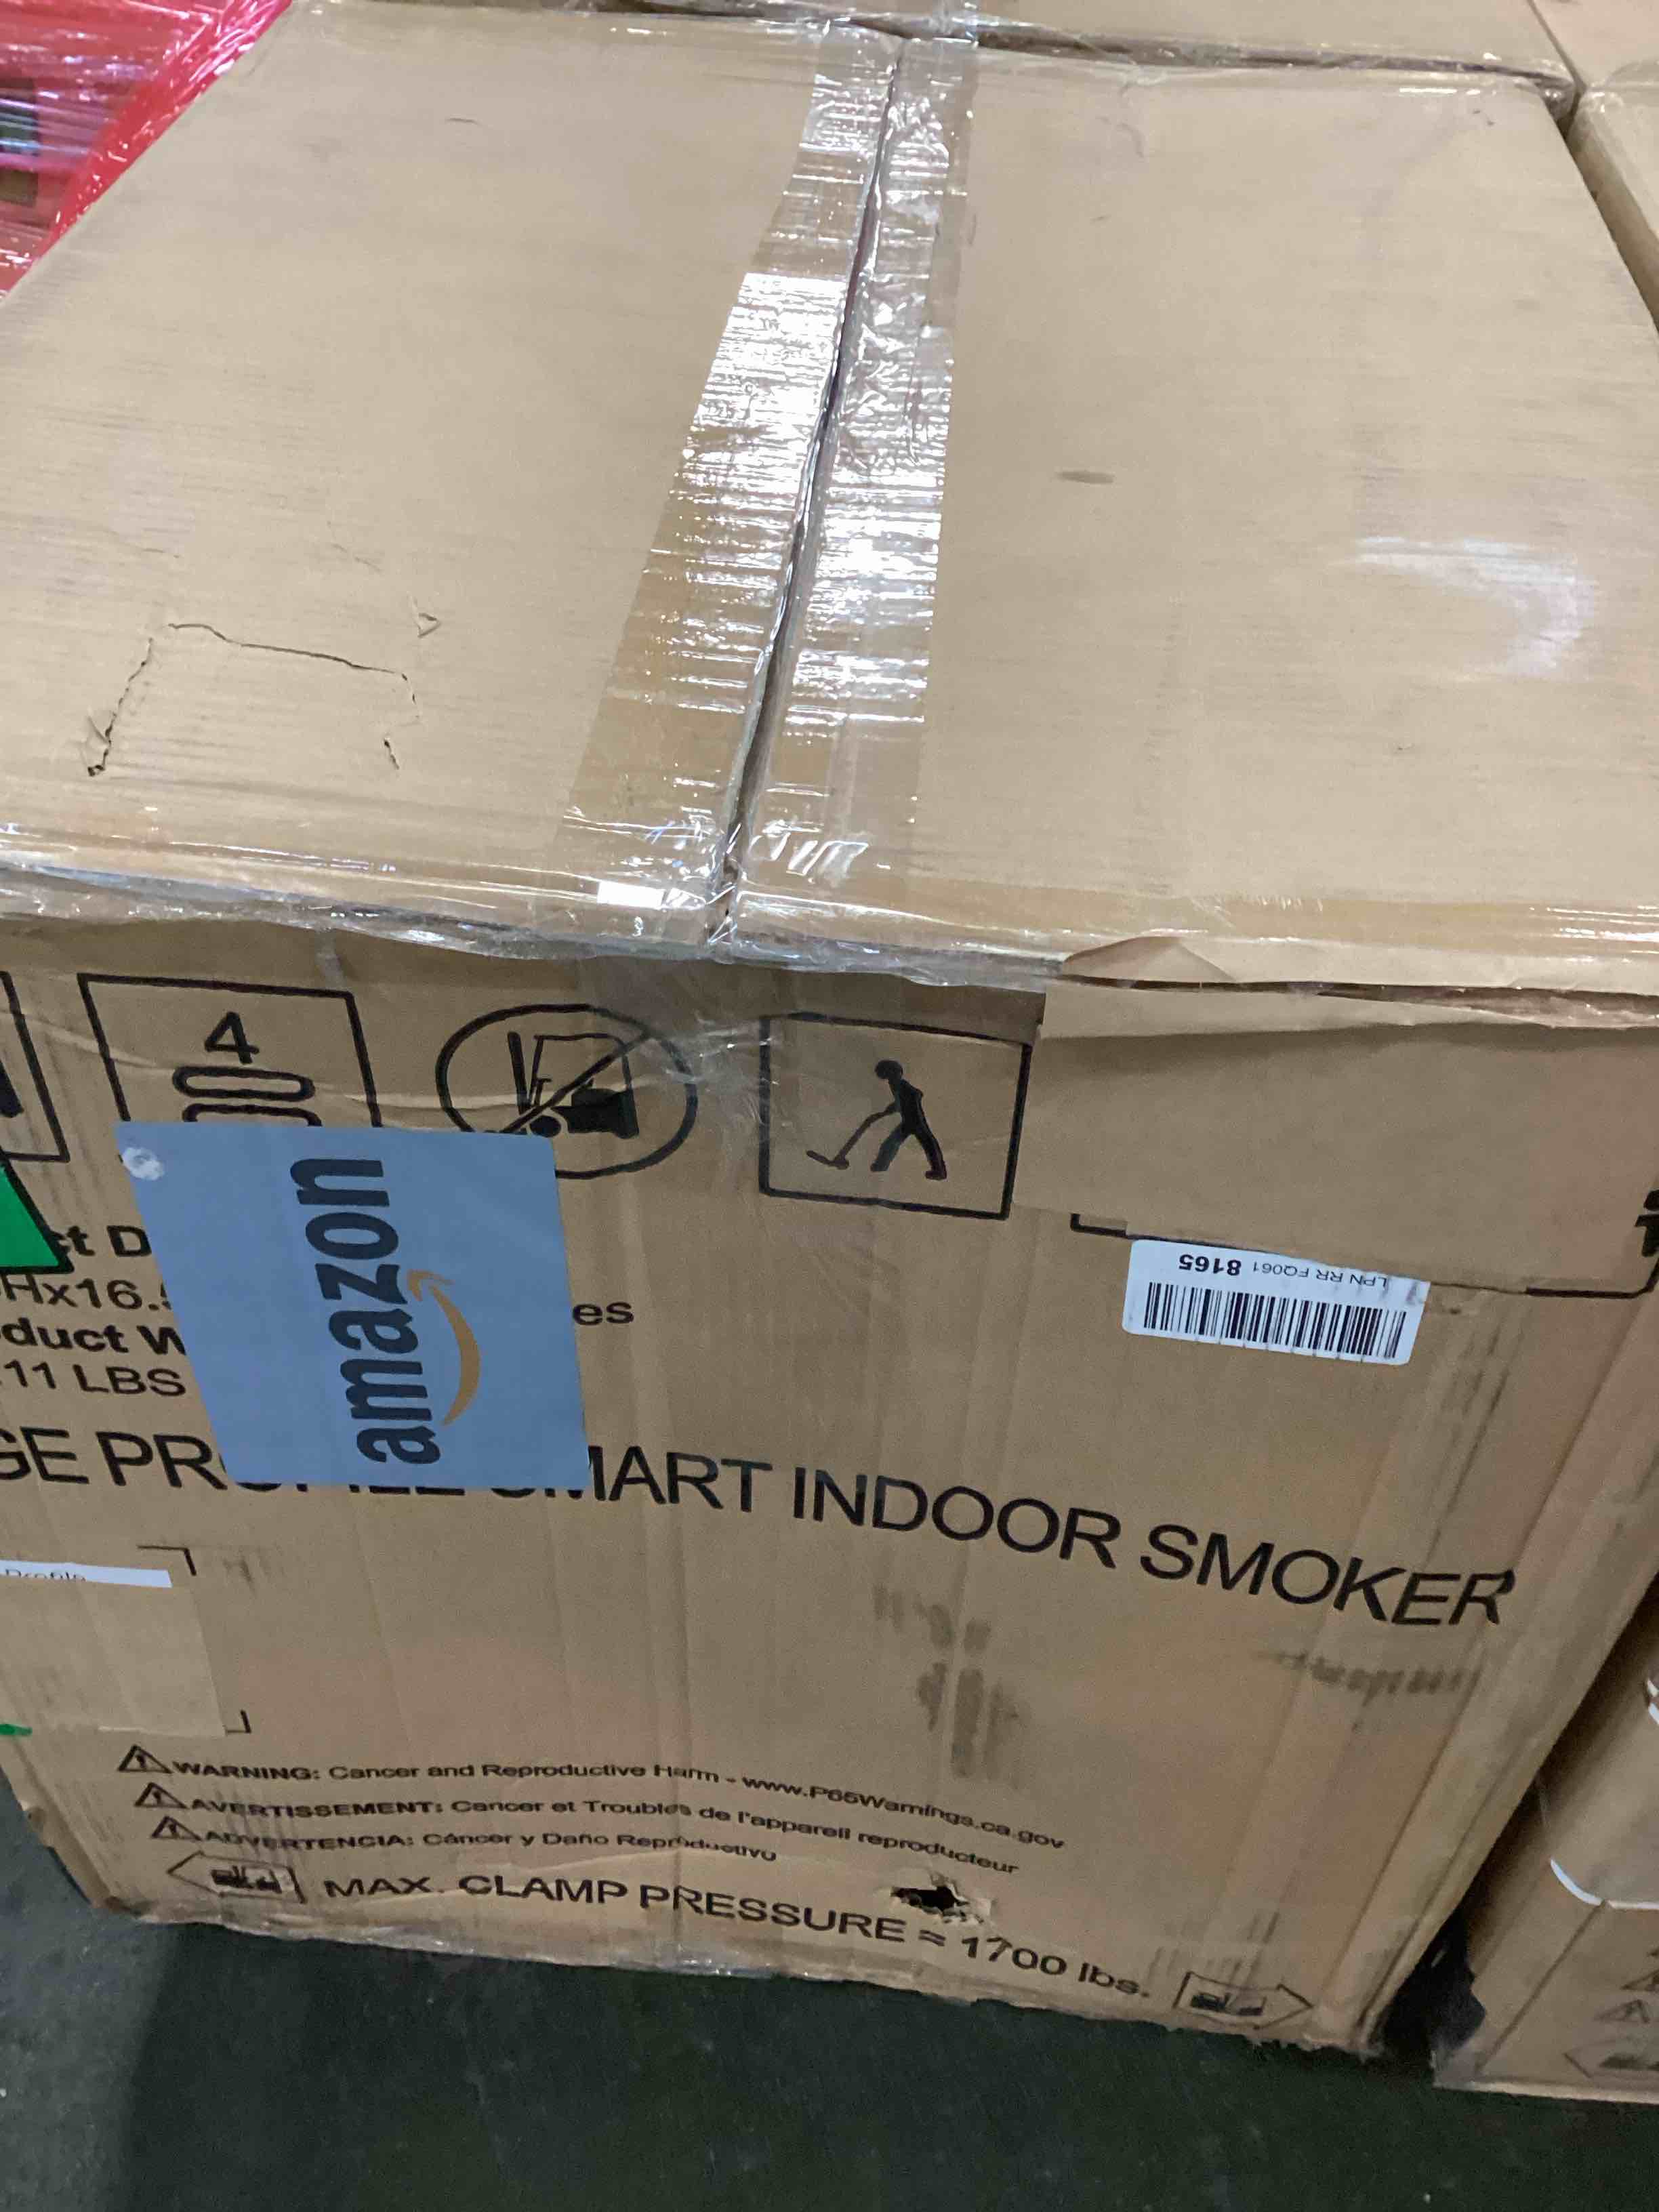 4
amazon
LPN RR FQ061 8165
t D
Hx16.
es
duct W
11 LBS
GE PROFILE SMART INDOOR SMOKER
Profile
WARNING: Cancer and Reproductive Harm - www.P65Warnings.ca.gov
AVERTISSEMENT: Cancer et Troubles de l'appareil reproducteur
ADVERTENCIA: Cáncer y Daño Reproductivo
MAX. CLAMP PRESSURE = 1700 lbs.